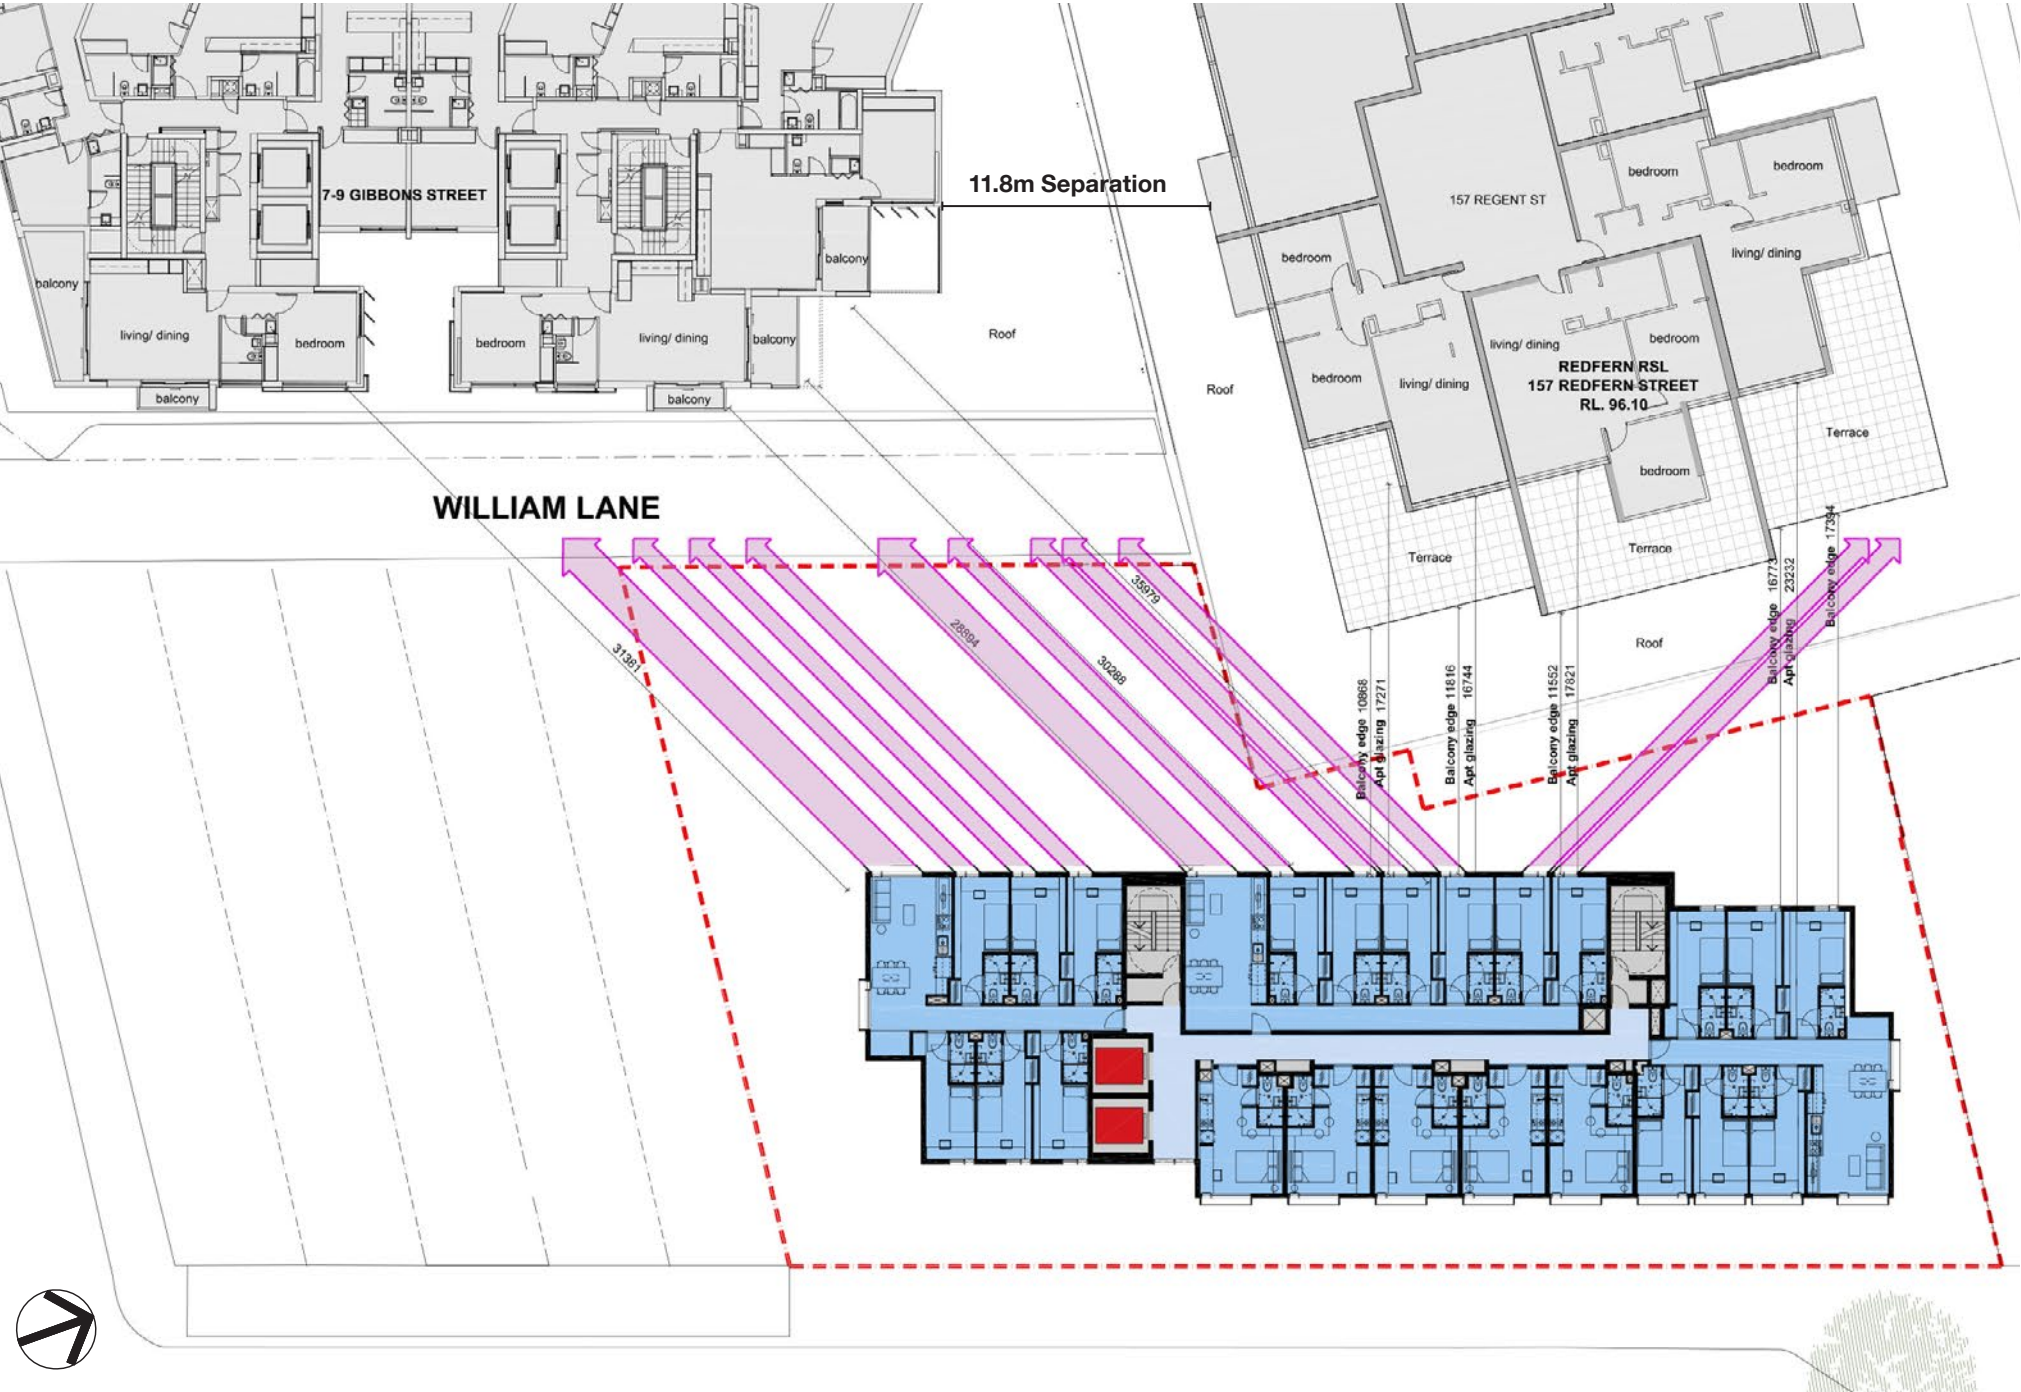 7-9 GIBBONS STREET
11.8m Separation
157 REGENT ST
bedroom
bedroom
bedroom
living/ dining
balcony
balcony
living/ dining
bedroom
bedroom
living/ dining
balcony
balcony
balcony
Roof
Roof
bedroom
living/ dining
living/ dining
bedroom
REDFERN RSL
157 REDFERN STREET
RL. 96.10
bedroom
Terrace
Terrace
Terrace
Roof
WILLIAM LANE
31381
28894
30288
35979
Balcony edge 10868
Apt glazing 17271
Balcony edge 11816
Apt glazing 16744
Balcony edge 11552
Apt glazing 17821
Balcony edge 16773
Apt glazing 23232
Balcony edge 17394